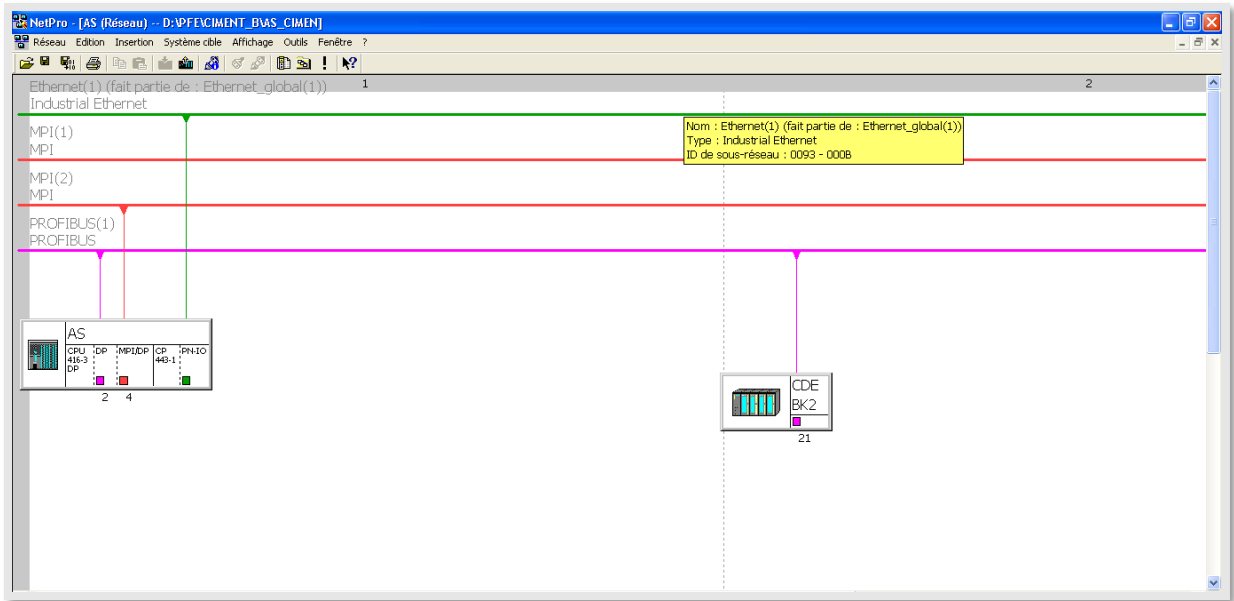 NetPro - [AS (Réseau) -- D:\PFE\CIMENT_B\AS_CIMEN]
Réseau Edition Insertion Système cible Affichage Outils Fenêtre ?
1 2
Ethernet(1) (fait partie de : Ethernet_global(1))
Industrial Ethernet
Nom : Ethernet(1) (fait partie de : Ethernet_global(1))
Type : Industrial Ethernet
ID de sous-réseau : 0093 - 000B
MPI(1)
MPI
MPI(2)
MPI
PROFIBUS(1)
PROFIBUS
AS
CPU 416-3 DP
DP
MPI/DP
CP 443-1
PN-IO
2 4
CDE
BK2
21